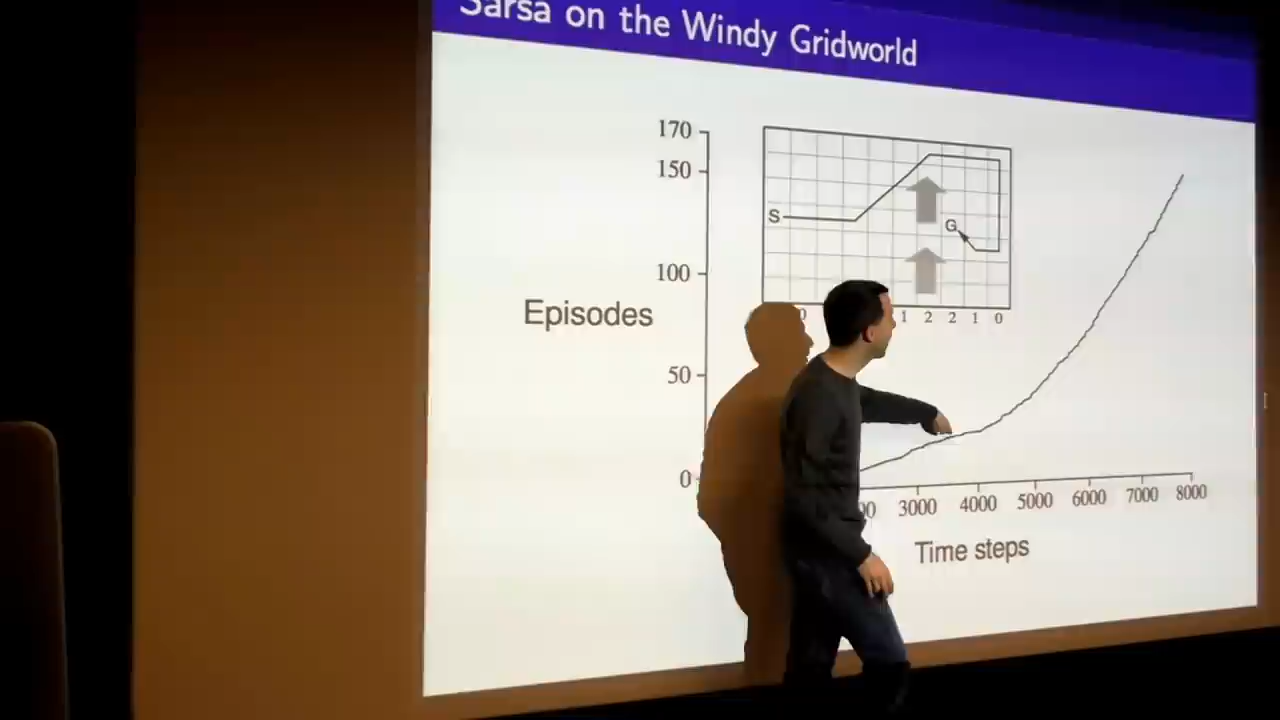 Sarsa on the Windy Gridworld
170
150
100
Episodes
50
0
S
G
0 1 2 2 1 0
00 3000 4000 5000 6000 7000 8000
Time steps